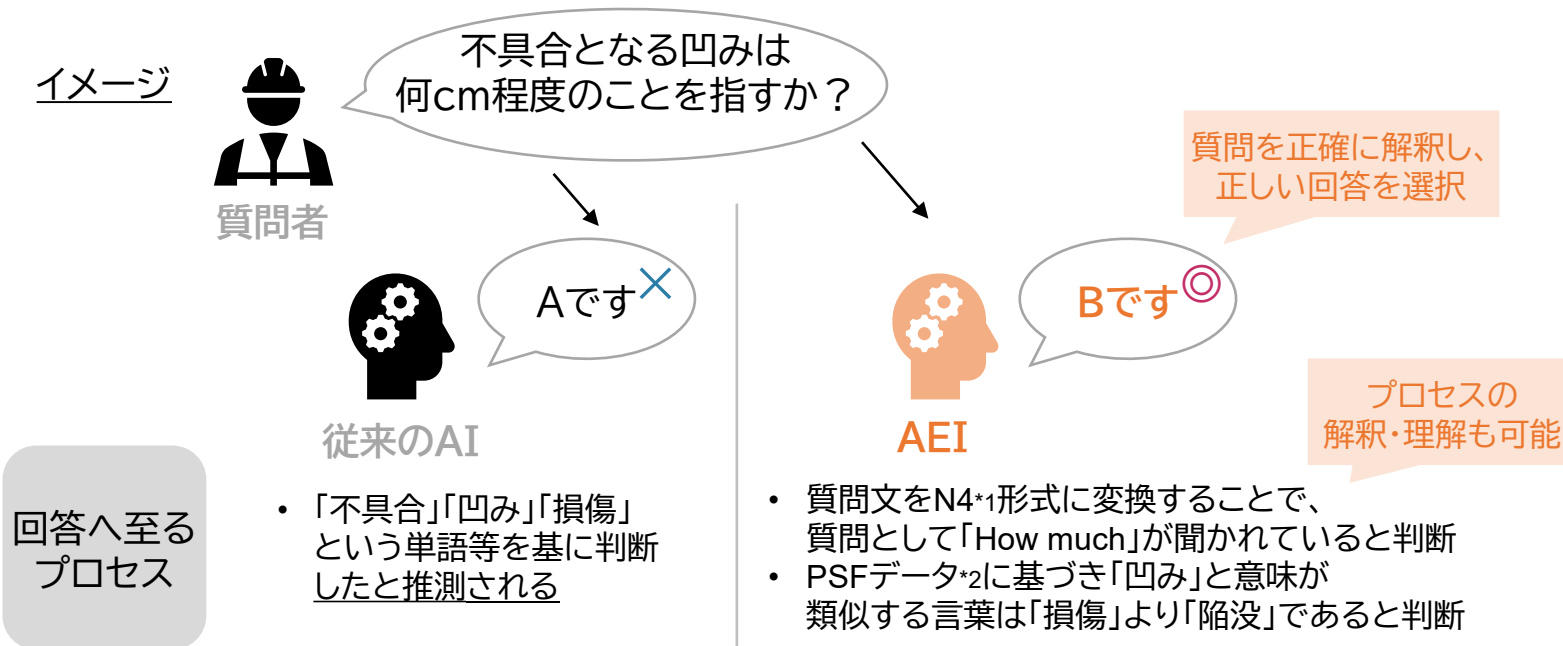 イメージ
不具合となる凹みは
何cm程度のことを指すか？
質問者
質問を正確に解釈し、
正しい回答を選択
Aです×
Bです◎
従来のAI
AEI
プロセスの
解釈・理解も可能
回答へ至る
プロセス
• 「不具合」「凹み」「損傷」
という単語等を基に判断
したと推測される
• 質問文をN4*1形式に変換することで、
質問として「How much」が聞かれていると判断
• PSFデータ*2に基づき「凹み」と意味が
類似する言葉は「損傷」より「陥没」であると判断